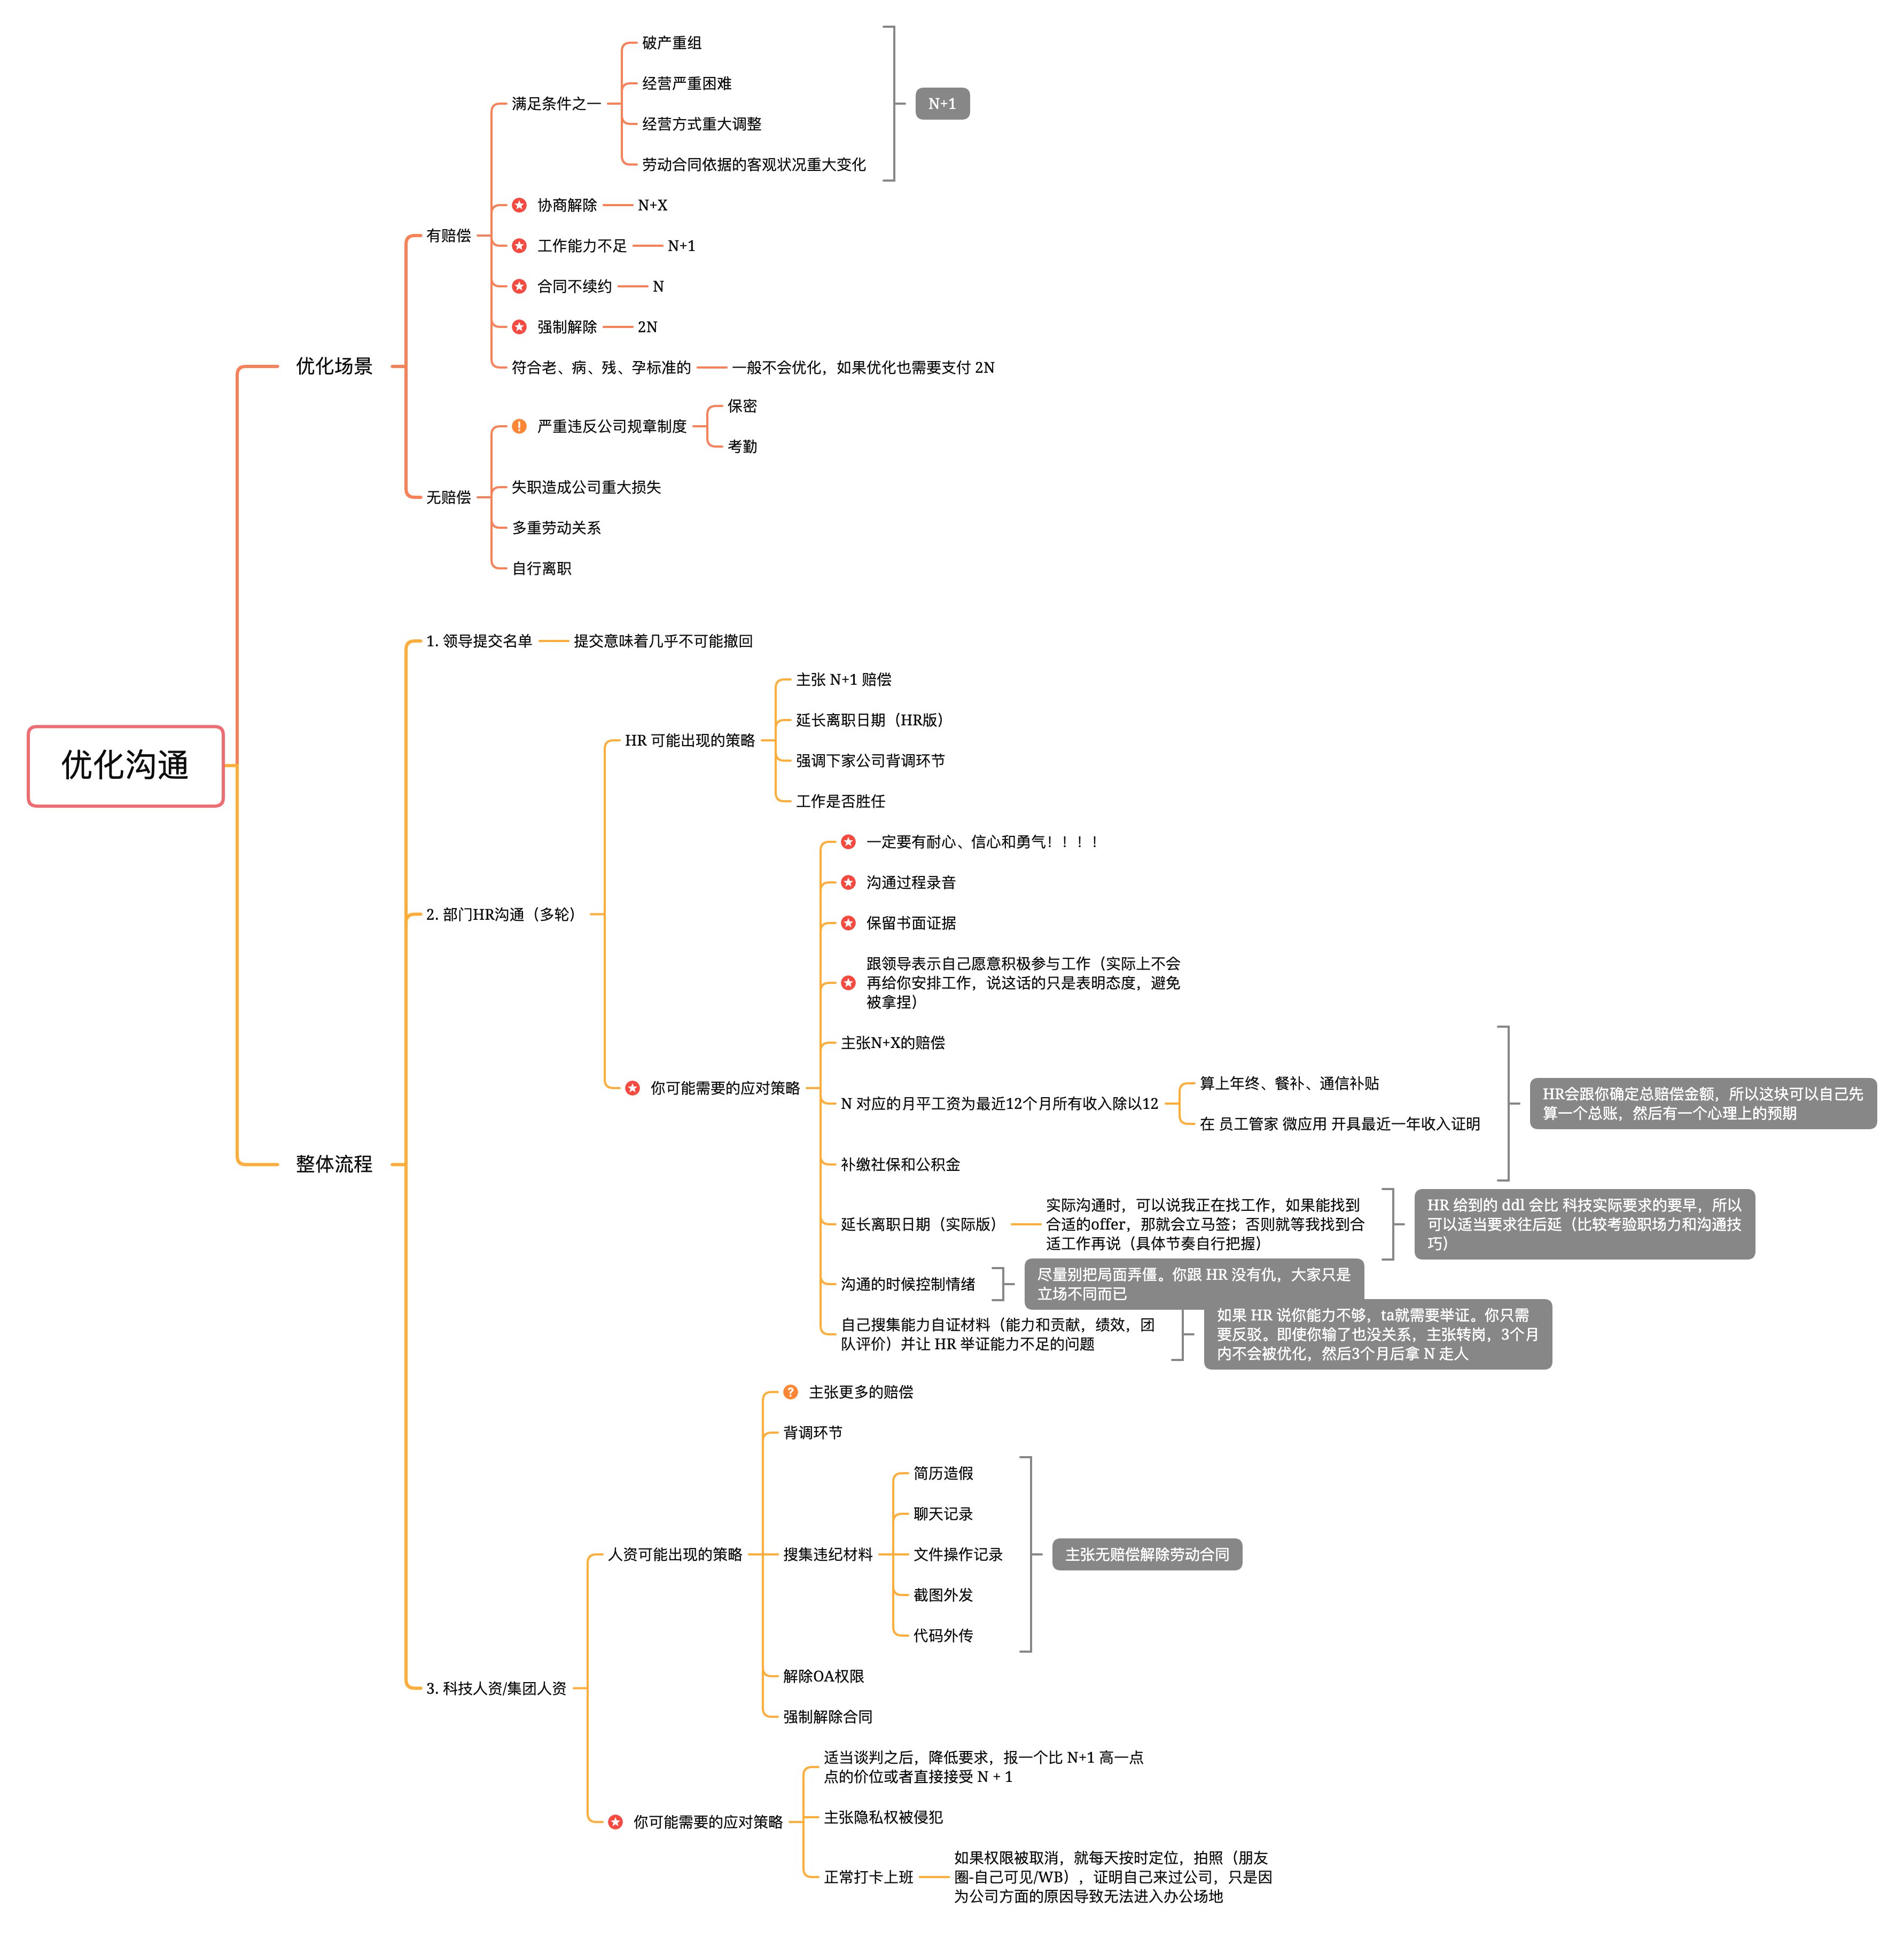 优化沟通
优化场景
有赔偿
满足条件之一
破产重组
经营严重困难
经营方式重大调整
劳动合同依据的客观状况重大变化
N+1
协商解除
N+X
工作能力不足
N+1
合同不续约
N
强制解除
2N
符合老、病、残、孕标准的
一般不会优化，如果优化也需要支付 2N
无赔偿
严重违反公司规章制度
保密
考勤
失职造成公司重大损失
多重劳动关系
自行离职
整体流程
1. 领导提交名单
提交意味着几乎不可能撤回
2. 部门HR沟通（多轮）
HR 可能出现的策略
主张 N+1 赔偿
延长离职日期（HR版）
强调下家公司背调环节
工作是否胜任
你可能需要的应对策略
一定要有耐心、信心和勇气！！！！
沟通过程录音
保留书面证据
跟领导表示自己愿意积极参与工作（实际上不会
再给你安排工作，说这话的只是表明态度，避免
被拿捏）
主张N+X的赔偿
N 对应的月平工资为最近12个月所有收入除以12
算上年终、餐补、通信补贴
在 员工管家 微应用 开具最近一年收入证明
补缴社保和公积金
HR会跟你确定总赔偿金额，所以这块可以自己先
算一个总账，然后有一个心理上的预期
延长离职日期（实际版）
实际沟通时，可以说我正在找工作，如果能找到
合适的offer，那就会立马签；否则就等我找到合
适工作再说（具体节奏自行把握）
HR 给到的 ddl 会比 科技实际要求的要早，所以
可以适当要求往后延（比较考验职场力和沟通技
巧）
沟通的时候控制情绪
尽量别把局面弄僵。你跟 HR 没有仇，大家只是
立场不同而已
自己搜集能力自证材料（能力和贡献，绩效，团
队评价）并让 HR 举证能力不足的问题
如果 HR 说你能力不够，ta就需要举证。你只需
要反驳。即使你输了也没关系，主张转岗，3个月
内不会被优化，然后3个月后拿 N 走人
3. 科技人资/集团人资
人资可能出现的策略
主张更多的赔偿
背调环节
搜集违纪材料
简历造假
聊天记录
文件操作记录
截图外发
代码外传
主张无赔偿解除劳动合同
解除OA权限
强制解除合同
你可能需要的应对策略
适当谈判之后，降低要求，报一个比 N+1 高一点
点的价位或者直接接受 N + 1
主张隐私权被侵犯
正常打卡上班
如果权限被取消，就每天按时定位，拍照（朋友
圈-自己可见/WB），证明自己来过公司，只是因
为公司方面的原因导致无法进入办公场地